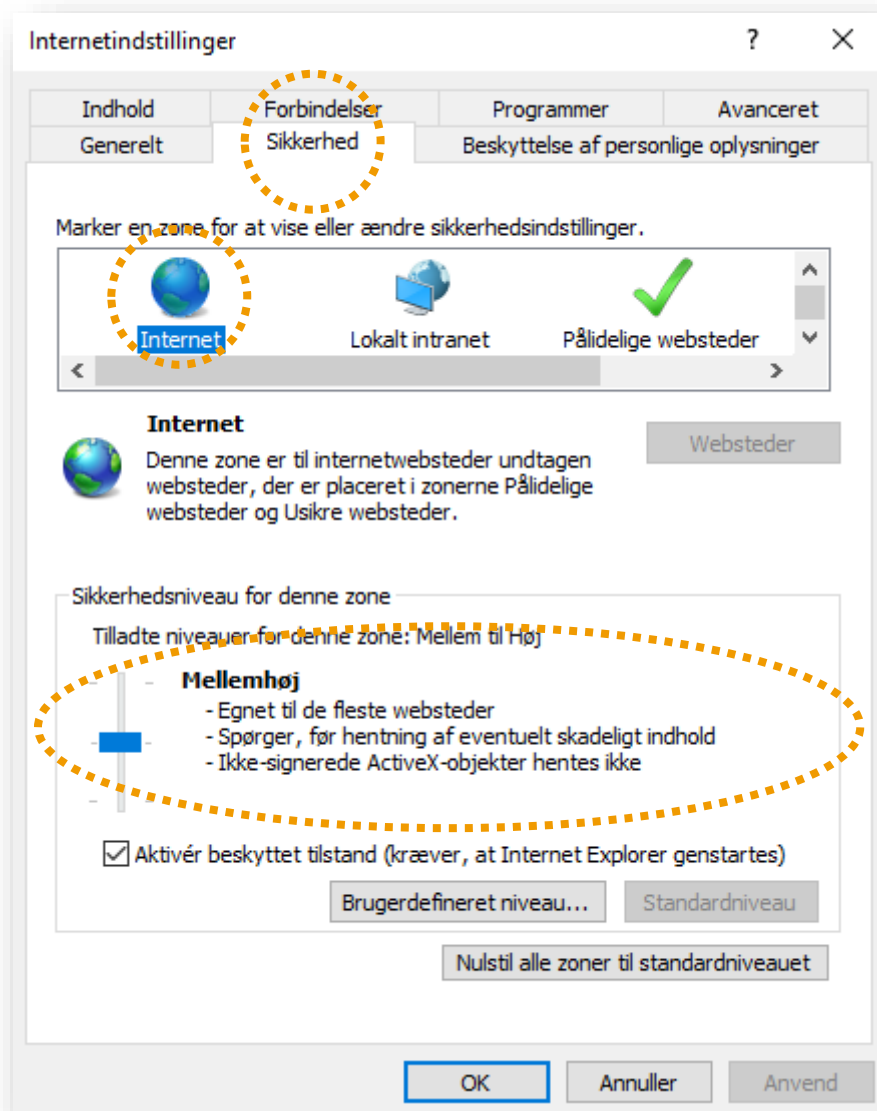 Internetindstillinger ? ×
Indhold Forbindelser Programmer Avanceret
Generelt Sikkerhed Beskyttelse af personlige oplysninger
Marker en zone for at vise eller ændre sikkerhedsindstillinger.
Internet Lokalt intranet Pålidelige websteder
Internet
Websteder
Denne zone er til internetwebsteder undtagen
websteder, der er placeret i zonerne Pålidelige
websteder og Usikre websteder.
Sikkerhedsniveau for denne zone
Tilladte niveauer for denne zone: Mellem til Høj
Mellemhøj
- Egnet til de fleste websteder
- Spørger, før hentning af eventuelt skadeligt indhold
- Ikke-signerede ActiveX-objekter hentes ikke
Aktivér beskyttet tilstand (kræver, at Internet Explorer genstartes)
Brugerdefineret niveau... Standardniveau
Nulstil alle zoner til standardniveauet
OK Annuller Anvend